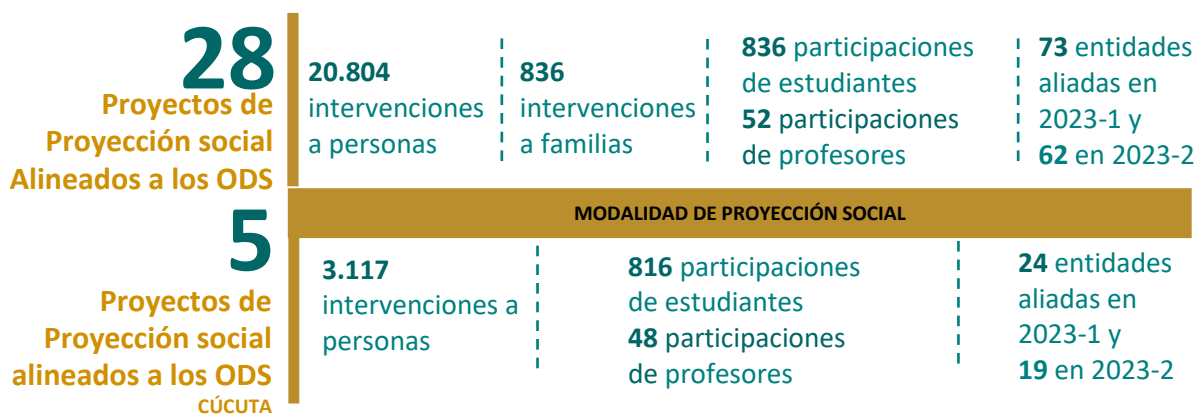 28
Proyectos de
Proyección social
Alineados a los ODS
20.804
intervenciones
a personas
836
intervenciones
a familias
836 participaciones
de estudiantes
52 participaciones
de profesores
73 entidades
aliadas en
2023-1 y
62 en 2023-2
MODALIDAD DE PROYECCIÓN SOCIAL
5
Proyectos de
Proyección social
alineados a los ODS
CÚCUTA
3.117
intervenciones a
personas
816 participaciones
de estudiantes
48 participaciones
de profesores
24 entidades
aliadas en
2023-1 y
19 en 2023-2